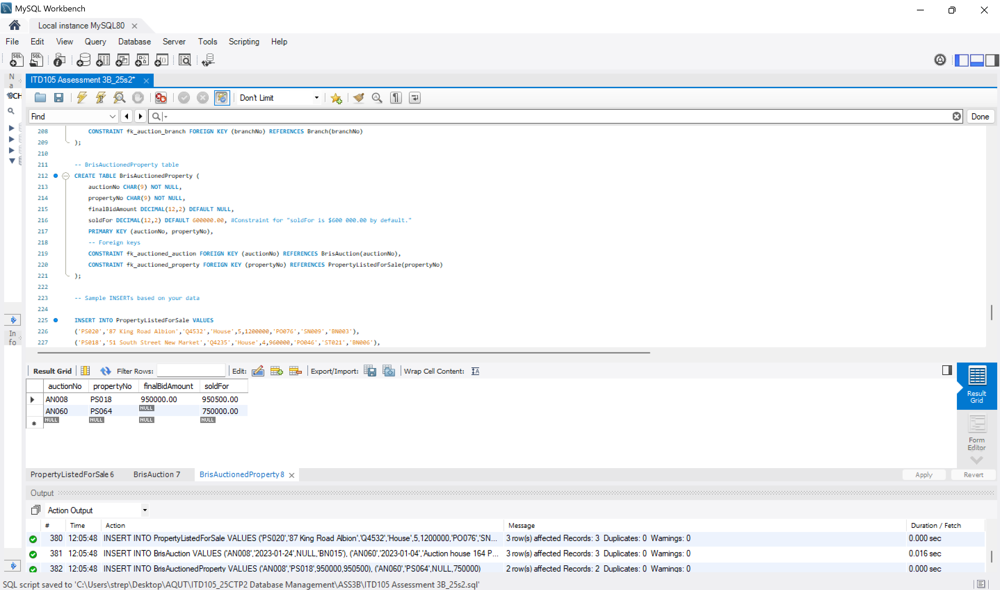 MySQL Workbench
Local instance MySQL80
File Edit View Query Database Server Tools Scripting Help
Na
SCH
ITD105 Assessment 3B_25s2*
Don't Limit
Find
Done
208 CONSTRAINT fk_auction_branch FOREIGN KEY (branchNo) REFERENCES Branch(branchNo)
209 );
210
211 -- BrisAuctionedProperty table
212 CREATE TABLE BrisAuctionedProperty (
213 auctionNo CHAR(9) NOT NULL,
214 propertyNo CHAR(9) NOT NULL,
215 finalBidAmount DECIMAL(12,2) DEFAULT NULL,
216 soldFor DECIMAL(12,2) DEFAULT 600000.00, #Constraint for "soldFor is $600 000.00 by default."
217 PRIMARY KEY (auctionNo, propertyNo),
218 -- Foreign keys
219 CONSTRAINT fk_auctioned_auction FOREIGN KEY (auctionNo) REFERENCES BrisAuction(auctionNo),
220 CONSTRAINT fk_auctioned_property FOREIGN KEY (propertyNo) REFERENCES PropertyListedForSale(propertyNo)
221 );
222
223 -- Sample INSERTs based on your data
224
225 INSERT INTO PropertyListedForSale VALUES
226 ('PS020','87 King Road Albion','Q4532','House',5,1200000,'PO076','SN009','BN003'),
227 ('PS018','51 South Street New Market','Q4235','House',4,960000,'PO046','ST021','BN006'),
Info
Result Grid Filter Rows: Edit: Export/Import: Wrap Cell Content:
auctionNo propertyNo finalBidAmount soldFor
AN008 PS018 950000.00 950500.00
AN060 PS064 NULL 750000.00
NULL NULL NULL NULL
Result Grid
Form Editor
PropertyListedForSale 6 BrisAuction 7 BrisAuctionedProperty 8
Apply Revert
Output
Action Output
# Time Action Message Duration / Fetch
380 12:05:48 INSERT INTO PropertyListedForSale VALUES ('PS020','87 King Road Albion','Q4532','House',5,1200000,'PO076','SN... 3 row(s) affected Records: 3 Duplicates: 0 Warnings: 0 0.000 sec
381 12:05:48 INSERT INTO BrisAuction VALUES ('AN008','2023-01-24',NULL,'BN015'), ('AN060','2023-01-04','Auction house 164 P... 3 row(s) affected Records: 3 Duplicates: 0 Warnings: 0 0.016 sec
382 12:05:48 INSERT INTO BrisAuctionedProperty VALUES ('AN008','PS018',950000,950500), ('AN060','PS064',NULL,750000) 2 row(s) affected Records: 2 Duplicates: 0 Warnings: 0 0.000 sec
SQL script saved to 'C:\Users\strep\Desktop\AQUT\ITD105_25CTP2 Database Management\ASS3B\ITD105 Assessment 3B_25s2.sql'